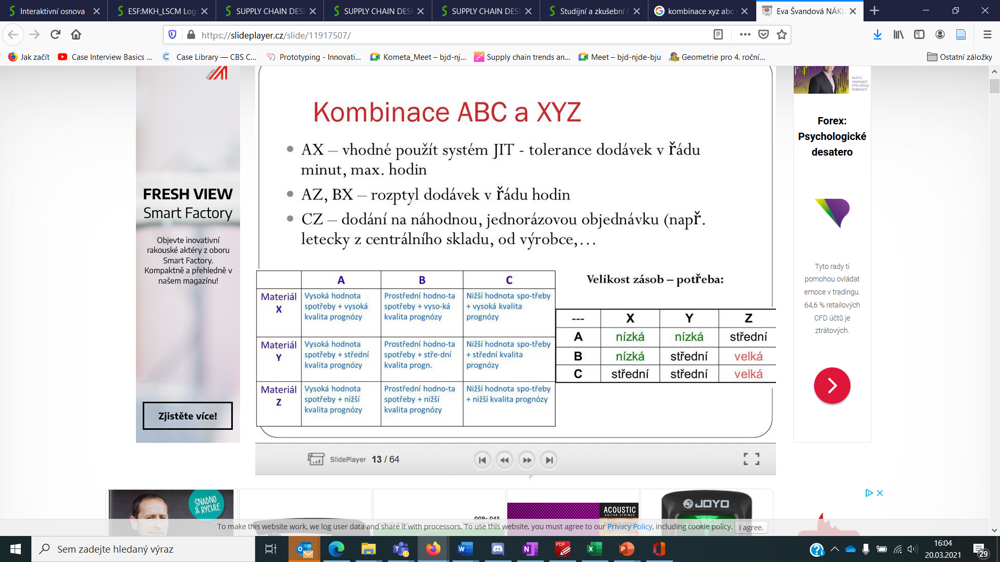 Interaktivní osnova
ESF:MKH_LSCM Log
SUPPLY CHAIN DES
SUPPLY CHAIN DES
SUPPLY CHAIN DES
Studijní a zkušební
kombinace xyz abc
Eva Švandová NÁKU
https://slideplayer.cz/slide/11917507/
Jak začít
Case Interview Basics ...
Case Library — CBS C...
Prototyping - Innovati...
Kometa_Meet – bjd-nj...
Supply chain trends an...
Meet – bjd-njde-bju
Geometrie pro 4. roční...
Ostatní záložky
FRESH VIEW
Smart Factory
Objevte inovativní
rakouské aktéry z oboru
Smart Factory.
Kompaktně a přehledně v
našem magazínu!
Zjistěte více!
Kombinace ABC a XYZ
• AX – vhodné použít systém JIT - tolerance dodávek v řádu
minut, max. hodin
• AZ, BX – rozptyl dodávek v řádu hodin
• CZ – dodání na náhodnou, jednorázovou objednávku (např.
letecky z centrálního skladu, od výrobce,…
A B C
Materiál X
Vysoká hodnota spotřeby + vysoká kvalita prognózy
Prostřední hodno-ta spotřeby + vyso-ká kvalita prognózy
Nižší hodnota spo-třeby + vysoká kvalita prognózy
Materiál Y
Vysoká hodnota spotřeby + střední kvalita prognózy
Prostřední hodno-ta spotřeby + stře-dní kvalita progn.
Nižší hodnota spo-třeby + střední kvalita prognózy
Materiál Z
Vysoká hodnota spotřeby + nižší kvalita prognózy
Prostřední hodno-ta spotřeby + nižší kvalita prognózy
Nižší hodnota spo-třeby + nižší kvalita prognózy
Velikost zásob – potřeba:
--- X Y Z
A nízká nízká střední
B nízká střední velká
C střední střední velká
SlidePlayer 13 / 64
64,6 %
retailových
CFD účtů je
ztrátových
Forex:
Psychologické
desatero
Tyto rady ti
pomohou ovládat
emoce v tradingu.
64,6 % retailových
CFD účtů je
ztrátových.
SNADNO
& RYCHLE
009-.045
ACOUSTIC
GUITAR STRINGS
JOYO
To make this website work, we log user data and share it with processors. To use this website, you must agree to our Privacy Policy, including cookie policy.
I agree.
Sem zadejte hledaný výraz
16:04
20.03.2021
29